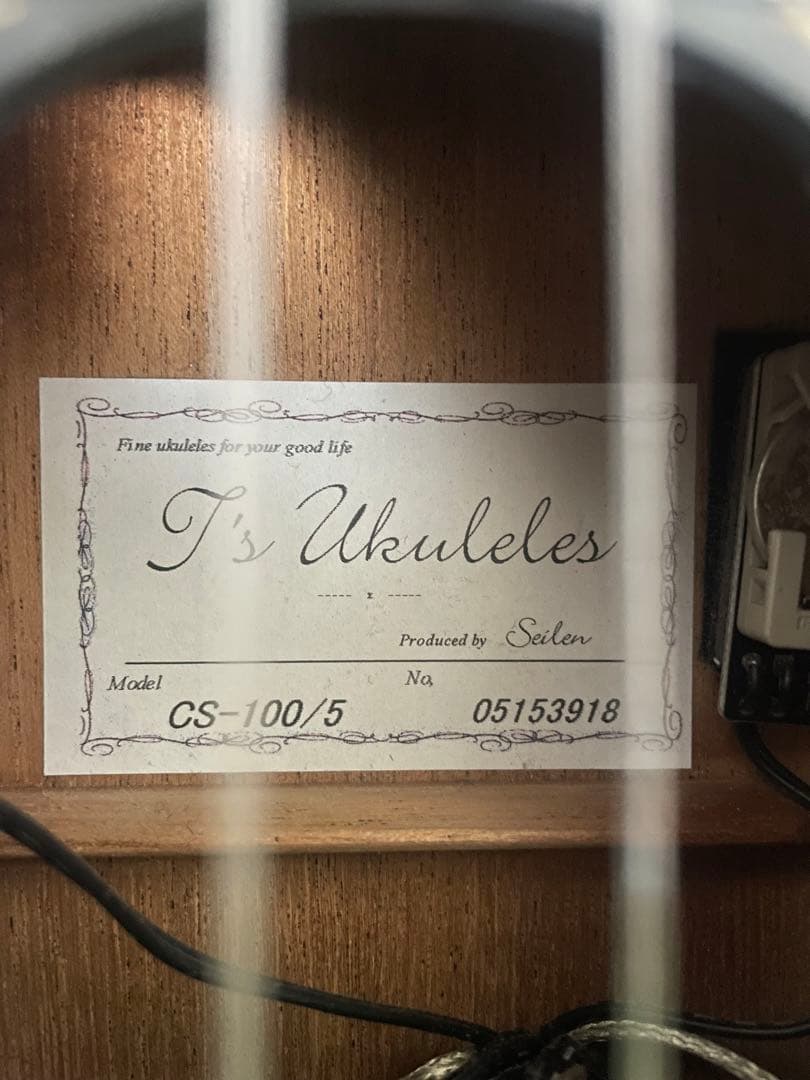 Fine ukuleles for your good life
T's Ukuleles
Produced by Seilen
Model No,
CS-100/5 05153918